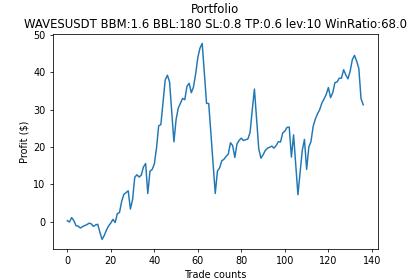 Portfolio
WAVESUSDT BBM:1.6 BBL:180 SL:0.8 TP:0.6 lev:10 WinRatio:68.0
50
40
30
20
10
0
Profit ($)
0 20 40 60 80 100 120 140
Trade counts